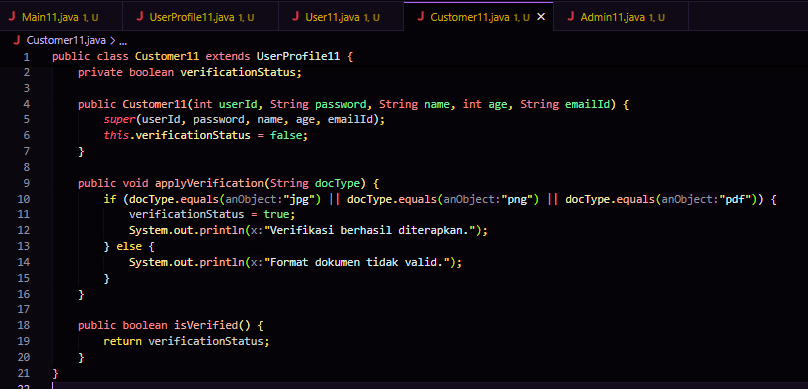 J Main11.java 1, U J UserProfile11.java 1, U J User11.java 1, U J Customer11.java 1, U × J Admin11.java 1, U
J Customer11.java > ...
1 public class Customer11 extends UserProfile11 {
2     private boolean verificationStatus;
3
4     public Customer11(int userId, String password, String name, int age, String emailId) {
5         super(userId, password, name, age, emailId);
6         this.verificationStatus = false;
7     }
8
9     public void applyVerification(String docType) {
10         if (docType.equals(anObject:"jpg") || docType.equals(anObject:"png") || docType.equals(anObject:"pdf")) {
11             verificationStatus = true;
12             System.out.println(x:"Verifikasi berhasil diterapkan.");
13         } else {
14             System.out.println(x:"Format dokumen tidak valid.");
15         }
16     }
17
18     public boolean isVerified() {
19         return verificationStatus;
20     }
21 }
22